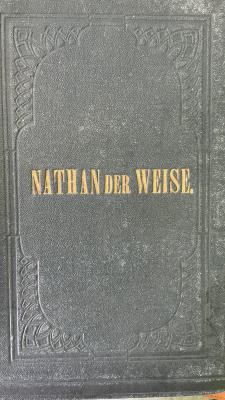 NATHAN DER WEISE.